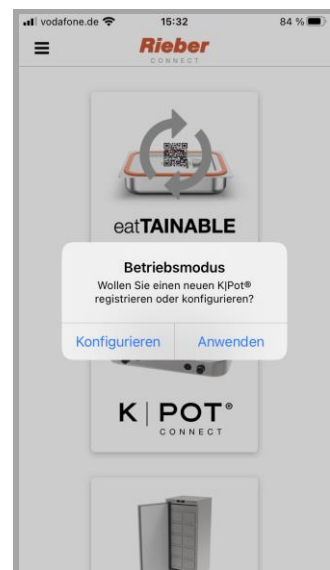 vodafone.de 15:32 84 %
Rieber
CONNECT
eatTAINABLE
Betriebsmodus
Wollen Sie einen neuen K|Pot®
registrieren oder konfigurieren?
Konfigurieren Anwenden
K | POT®
CONNECT